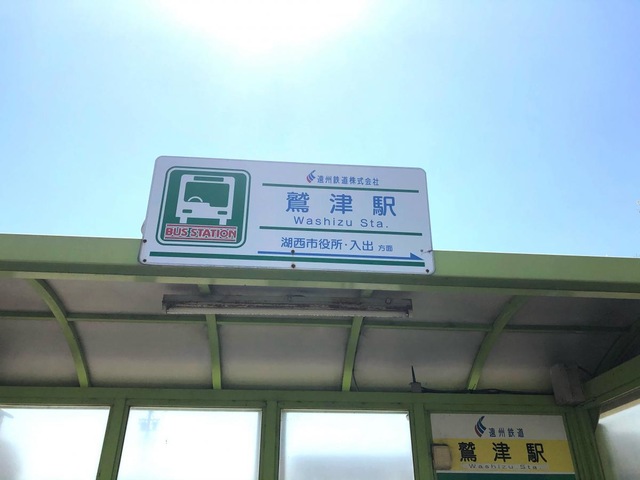 遠州鉄道株式会社
鷲津駅
Washizu Sta.
BUS STATION
湖西市役所・入出 方面
遠州鉄道
鷲津駅
Washizu Sta.